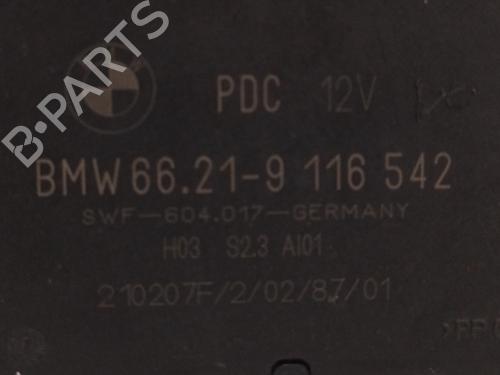 PDC 12V
BMW 66.21-9 116 542
SWF-604.017-GERMANY
H03 S2.3 AI01
210207F/2/02/87/01
B-PARTS